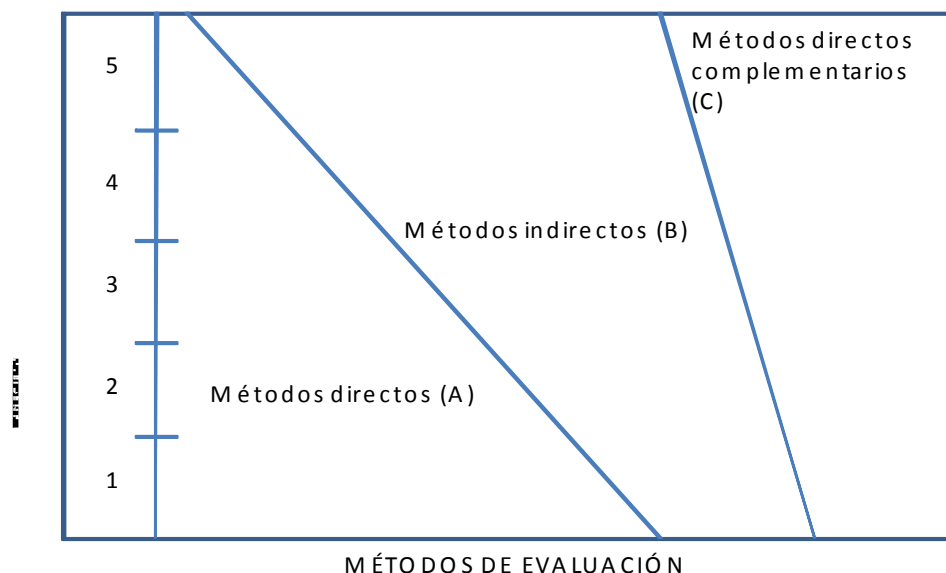 Métodos directos
complementarios
(C)
5
4
Métodos indirectos (B)
3
2
Métodos directos (A)
1
MÉTODOS DE EVALUACIÓN